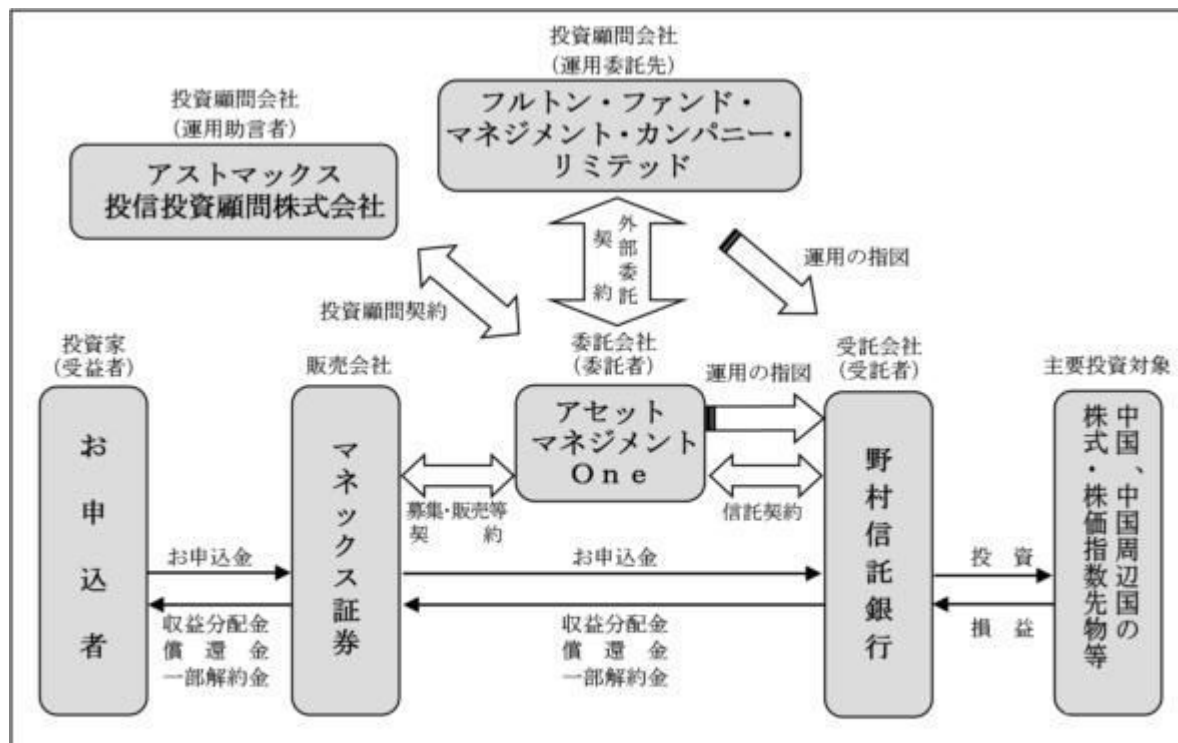 投資顧問会社
(運用委託先)
フルトン・ファンド・
マネジメント・カンパニー・
リミテッド
投資顧問会社
(運用助言者)
アストマックス
投信投資顧問株式会社
外部委託
契約
運用の指図
投資顧問契約
投資家
(受益者)
お申込者
販売会社
マネックス証券
委託会社
(委託者)
アセット
マネジメント
One
運用の指図
受託会社
(受託者)
野村信託銀行
主要投資対象
中国、中国周辺国の
株式・株価指数先物等
募集・販売等
契約
信託契約
お申込金
収益分配金
償還金
一部解約金
お申込金
収益分配金
償還金
一部解約金
投資
損益